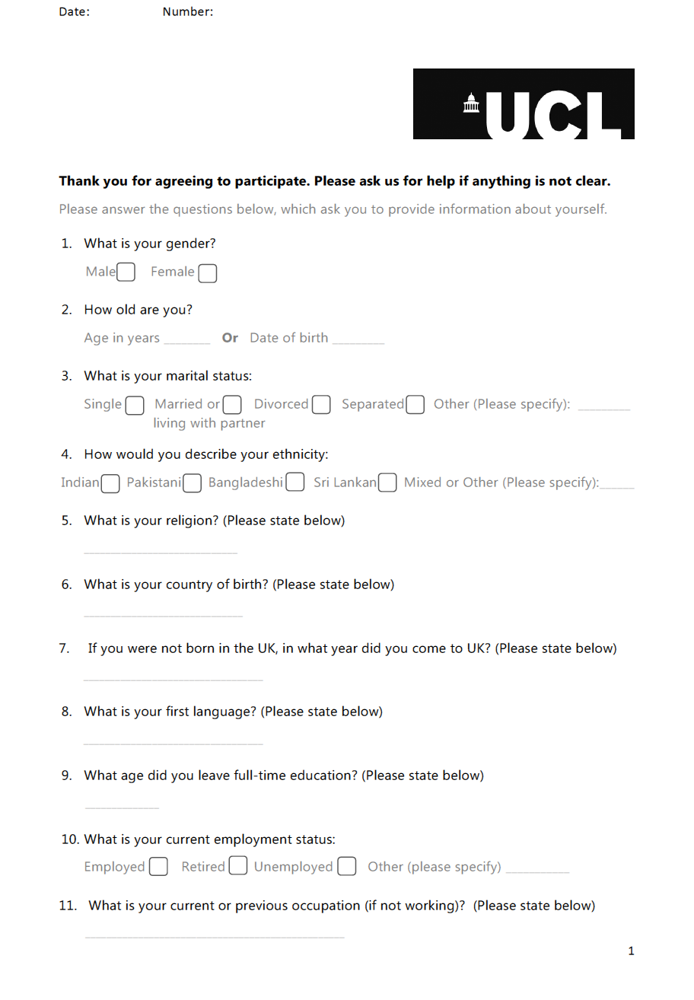 Date: Number:
UCL
Thank you for agreeing to participate. Please ask us for help if anything is not clear.
Please answer the questions below, which ask you to provide information about yourself.
1. What is your gender?
Male Female
2. How old are you?
Age in years _______ Or Date of birth ________
3. What is your marital status:
Single Married or Divorced Separated Other (Please specify): ________
living with partner
4. How would you describe your ethnicity:
Indian Pakistani Bangladeshi Sri Lankan Mixed or Other (Please specify):_____
5. What is your religion? (Please state below)
6. What is your country of birth? (Please state below)
7. If you were not born in the UK, in what year did you come to UK? (Please state below)
8. What is your first language? (Please state below)
9. What age did you leave full-time education? (Please state below)
10. What is your current employment status:
Employed Retired Unemployed Other (please specify) __________
11. What is your current or previous occupation (if not working)? (Please state below)
1